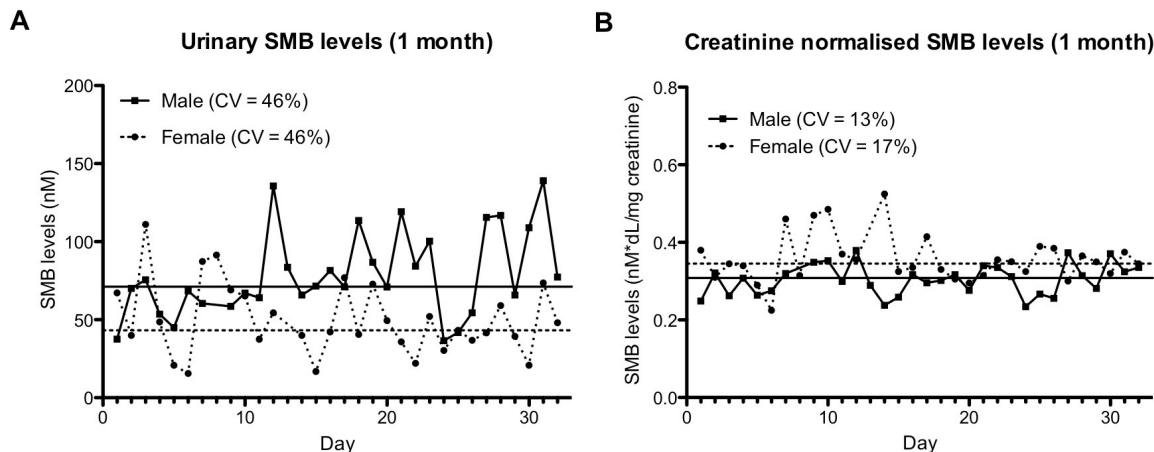 A
Urinary SMB levels (1 month)
200
150
100
50
0
SMB levels (nM)
Male (CV = 46%)
Female (CV = 46%)
0
10
20
30
Day
B
Creatinine normalised SMB levels (1 month)
0.8
0.6
0.4
0.2
0.0
SMB levels (nM*dL/mg creatinine)
Male (CV = 13%)
Female (CV = 17%)
0
10
20
30
Day